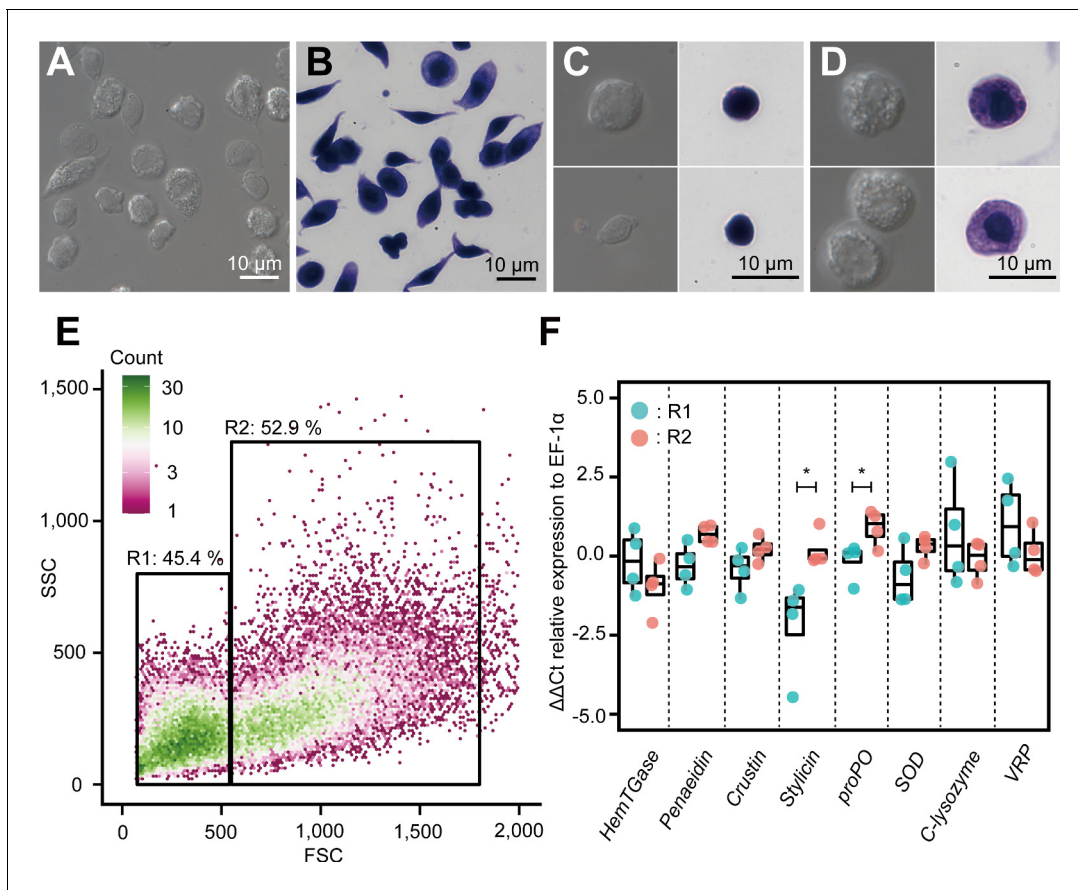 A
B
C
D
10 µm
10 µm
10 µm
10 µm
E
F
Count
30
10
3
1
R2: 52.9 %
R1: 45.4 %
1,500
1,000
500
0
SSC
0
500
1,000
1,500
2,000
FSC
5.0
2.5
0.0
-2.5
-5.0
ΔΔCt relative expression to EF-1α
: R1
: R2
*
*
HemTGase
Penaeidin
Crustin
Stylicin
proPO
SOD
C-lysozyme
VRP